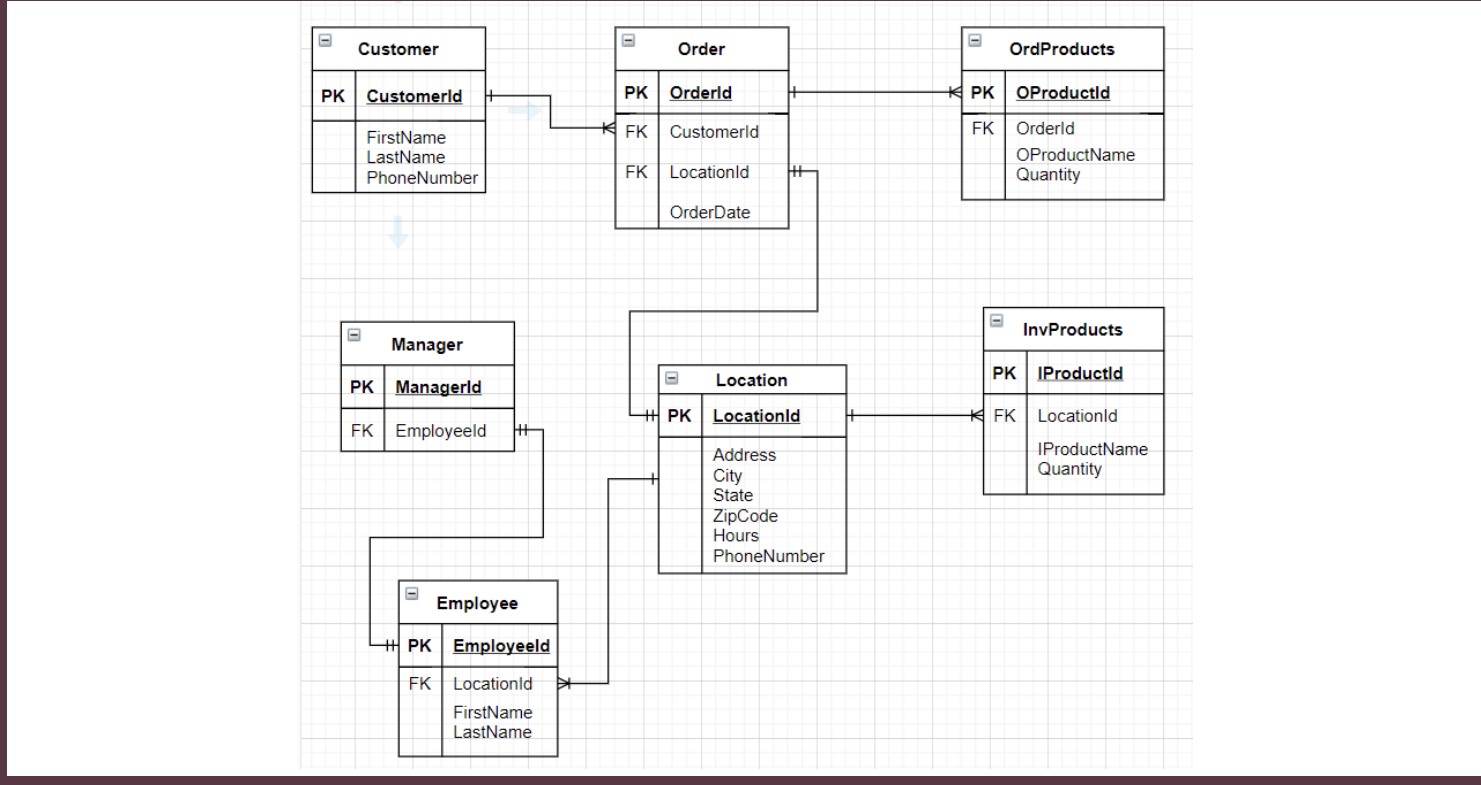 Customer
PK CustomerId
FirstName
LastName
PhoneNumber
Order
PK OrderId
FK CustomerId
FK LocationId
OrderDate
OrdProducts
PK OProductId
FK OrderId
OProductName
Quantity
Manager
PK ManagerId
FK EmployeeId
Location
PK LocationId
Address
City
State
ZipCode
Hours
PhoneNumber
InvProducts
PK IProductId
FK LocationId
IProductName
Quantity
Employee
PK EmployeeId
FK LocationId
FirstName
LastName